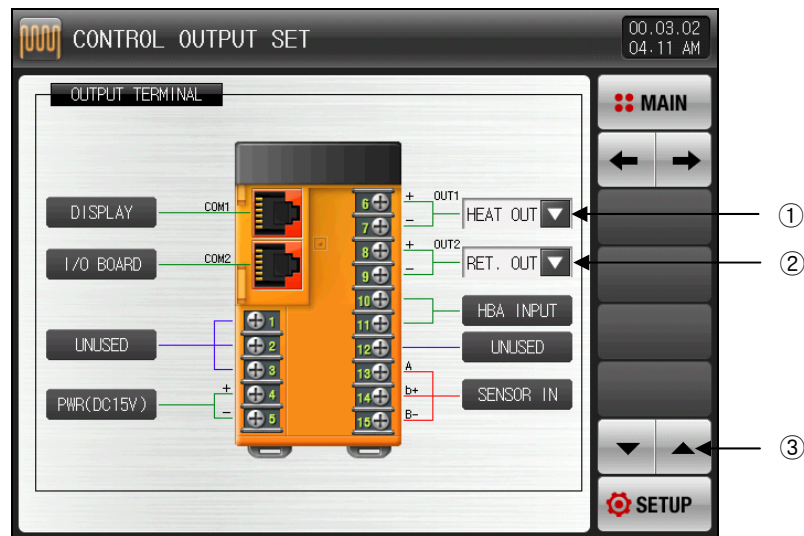 CONTROL OUTPUT SET
00.03.02
04.11 AM
OUTPUT TERMINAL
MAIN
DISPLAY
COM1
I/O BOARD
COM2
UNUSED
PWR(DC15V)
+
-
1
2
3
4
5
6
7
8
9
10
11
12
13
14
15
+
-
OUT1
HEAT OUT
①
+
-
OUT2
RET. OUT
②
HBA INPUT
UNUSED
A
b+
B-
SENSOR IN
③
SETUP